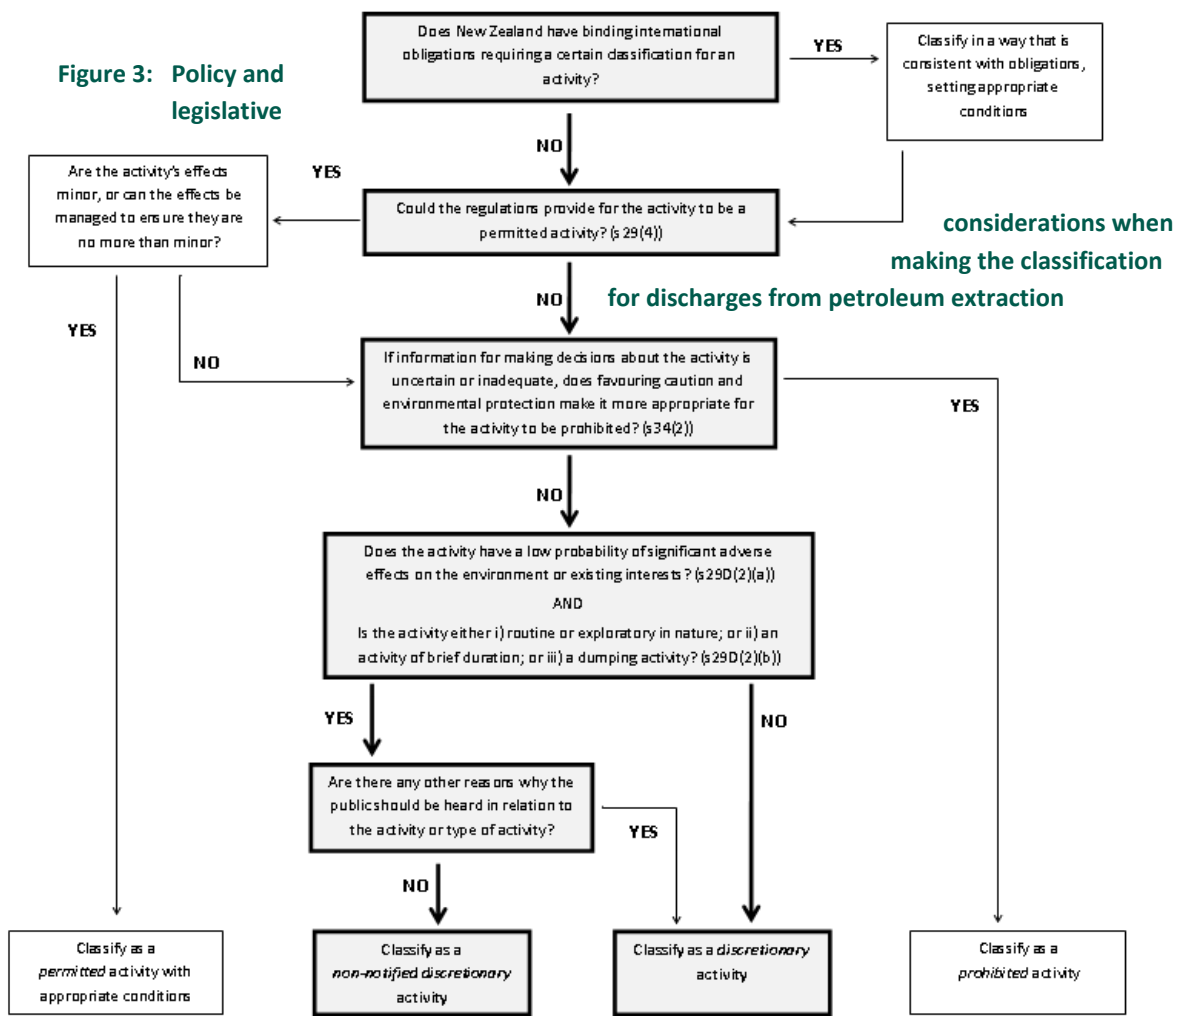 Does New Zealand have binding international
obligations requiring a certain classification for an
activity?
YES
Classify in a way that is
consistent with obligations,
setting appropriate
conditions
Figure 3: Policy and
legislative
NO
Are the activity's effects
minor, or can the effects be
managed to ensure they are
no more than minor?
YES
Could the regulations provide for the activity to be a
permitted activity? (s29(4))
considerations when
making the classification
for discharges from petroleum extraction
NO
YES
NO
If information for making decisions about the activity is
uncertain or inadequate, does favouring caution and
environmental protection make it more appropriate for
the activity to be prohibited? (s34(2))
YES
NO
Does the activity have a low probability of significant adverse
effects on the environment or existing interests? (s29D(2)(a))
AND
Is the activity either i) routine or exploratory in nature; or ii) an
activity of brief duration; or iii) a dumping activity? (s29D(2)(b))
YES
NO
Are there any other reasons why the
public should be heard in relation to
the activity or type of activity?
YES
NO
Classify as a
permitted activity with
appropriate conditions
Classify as a
non-notified discretionary
activity
Classify as a discretionary
activity
Classify as a
prohibited activity